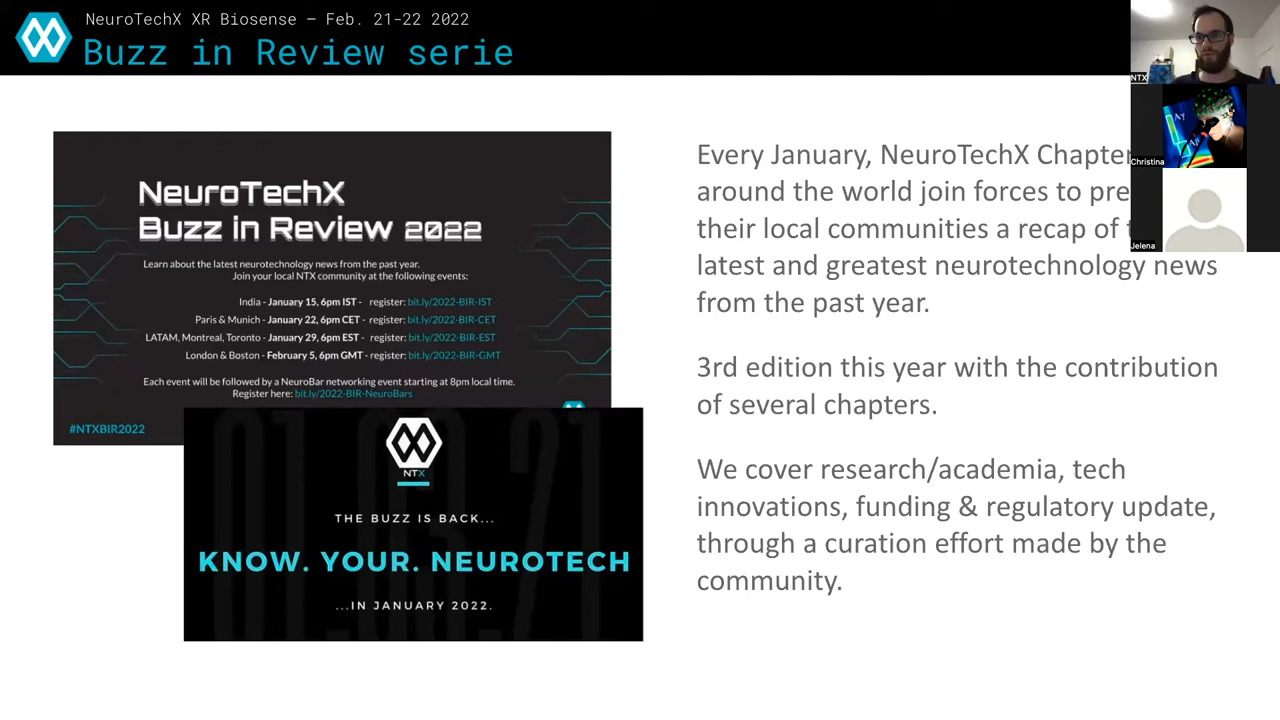 NeuroTechX XR Biosense – Feb. 21-22 2022
Buzz in Review serie
NTX
Christina
Jelena
NeuroTechX
Buzz in Review 2022
Learn about the latest neurotechnology news from the past year.
Join your local NTX community at the following events:
India - January 15, 6pm IST - register: bit.ly/2022-BIR-IST
Paris & Munich - January 22, 6pm CET - register: bit.ly/2022-BIR-CET
LATAM, Montreal, Toronto - January 29, 6pm EST - register: bit.ly/2022-BIR-EST
London & Boston - February 5, 6pm GMT - register: bit.ly/2022-BIR-GMT
Each event will be followed by a NeuroBar networking event starting at 8pm local time.
Register here: bit.ly/2022-BIR-NeuroBars
#NTXBIR2022
NTX
THE BUZZ IS BACK...
KNOW. YOUR. NEUROTECH
...IN JANUARY 2022.
Every January, NeuroTechX Chapter
around the world join forces to pre
their local communities a recap of
latest and greatest neurotechnology news
from the past year.
3rd edition this year with the contribution
of several chapters.
We cover research/academia, tech
innovations, funding & regulatory update,
through a curation effort made by the
community.